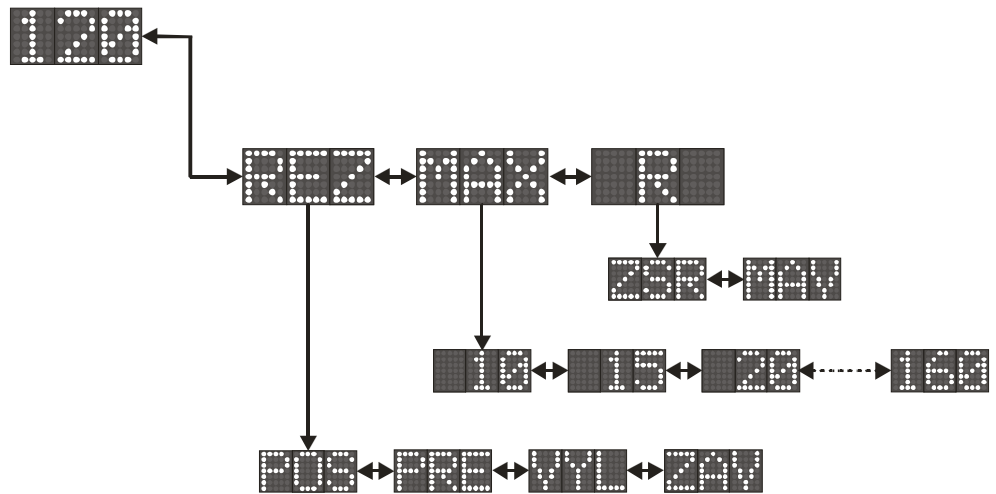 120
REZ MAX R
ZSR MAV
10 15 20 160
POS PRE VYL ZAV